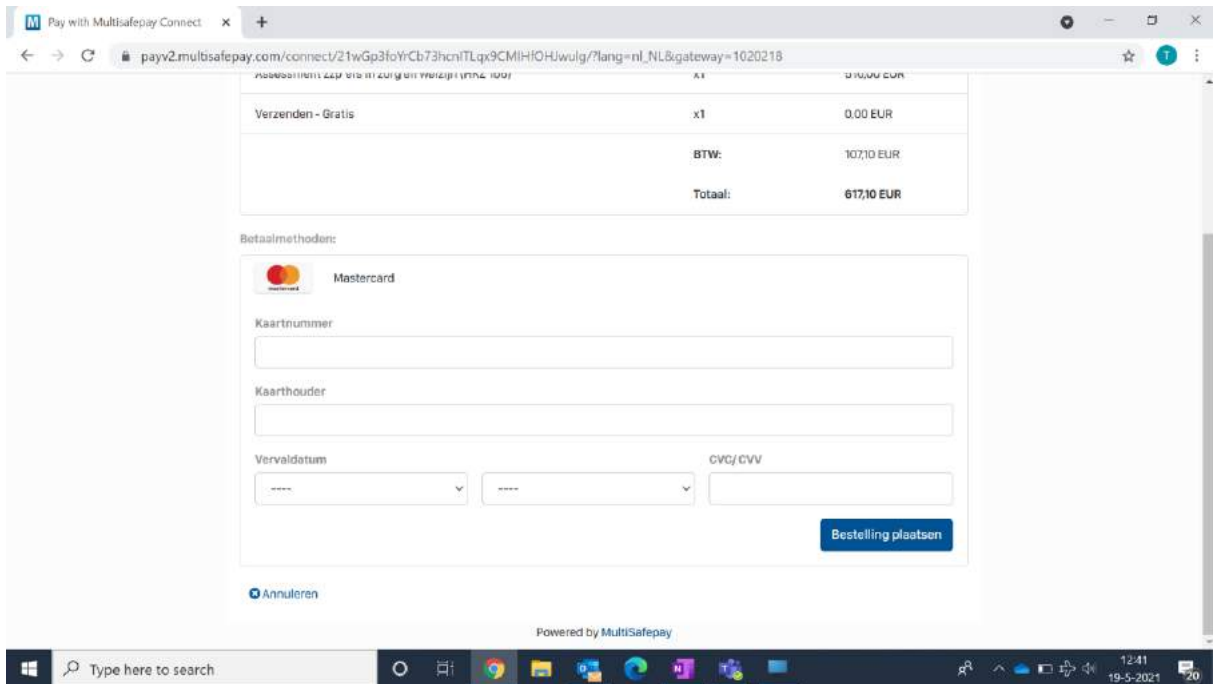 Pay with Multisafepay Connect
payv2.multisafepay.com/connect/21wGp3foYrCb73hcnITLqx9CMIHfOHJwulg/?lang=nl_NL&gateway=1020218
T
x1
Verzenden - Gratis x1 0,00 EUR
BTW: 107,10 EUR
Totaal: 617,10 EUR
Betaalmethoden:
Mastercard
Kaartnummer
Kaarthouder
Vervaldatum CVC/CVV
---- ----
Bestelling plaatsen
Annuleren
Powered by MultiSafepay
Type here to search
12:41
19-5-2021
20